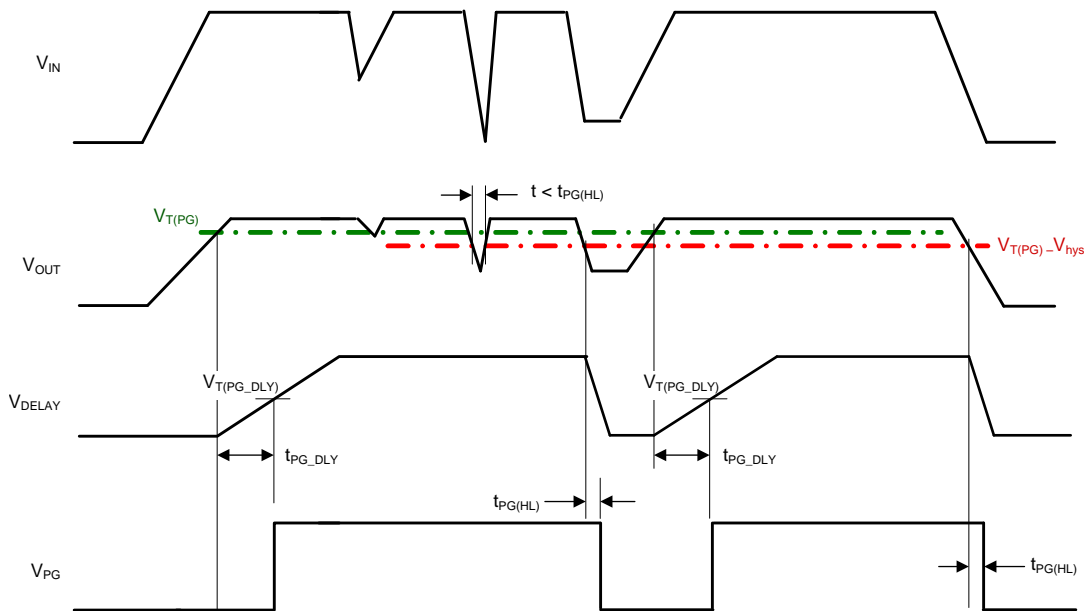 VIN
t < tPG(HL)
VT(PG)
VT(PG) –Vhys
VOUT
VT(PG_DLY)
VT(PG_DLY)
VDELAY
tPG_DLY
tPG_DLY
tPG(HL)
VPG
tPG(HL)